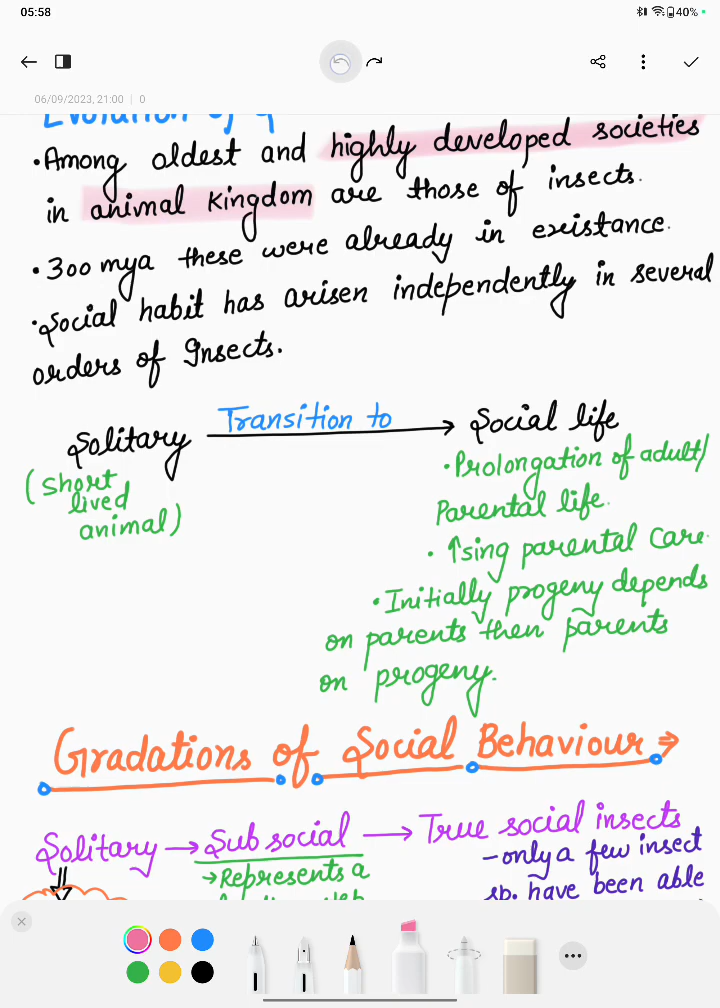 05:58
40%
06/09/2023, 21:00 | 0
Evolution of
•Among oldest and highly developed societies
in animal kingdom are those of insects.
• 300 mya these were already in existance.
•Social habit has arisen independently in several
orders of Insects.
Solitary Transition to → Social life
(short
lived
animal)
•Prolongation of adult/
Parental life.
• ↑sing parental care.
•Initially progeny depends
on parents then parents
on progeny.
Gradations of Social Behaviour ⇒
Solitary → Sub social → True social insects
→Represents a
–only a few insect
sp. have been able